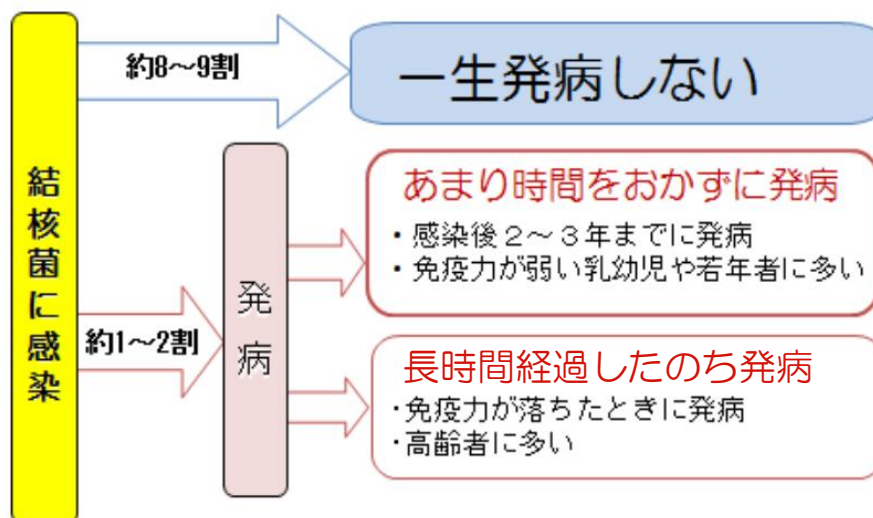 結核菌に感染
約8～9割
一生発病しない
約1～2割
発病
あまり時間をおかずに発病
・感染後２～３年までに発病
・免疫力が弱い乳幼児や若年者に多い
長時間経過したのち発病
・免疫力が落ちたときに発病
・高齢者に多い